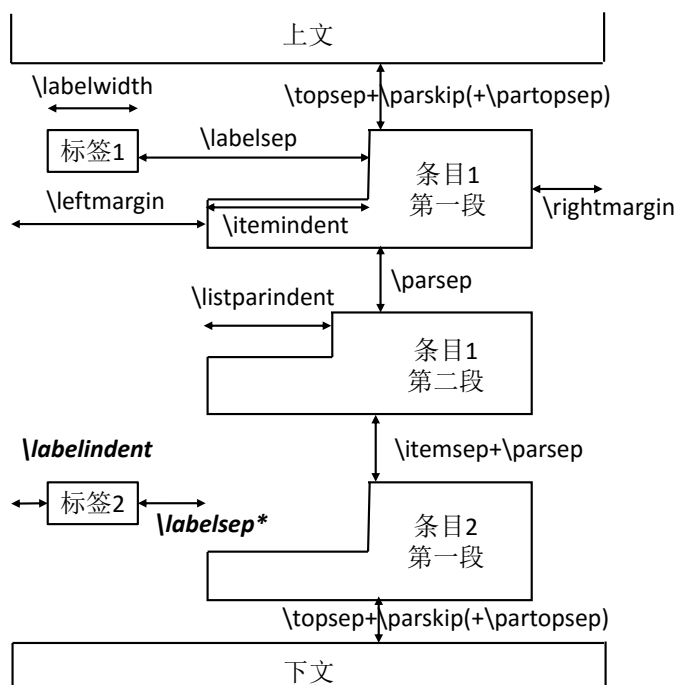 上文
\labelwidth
\topsep+\parskip(+\partopsep)
标签1
\labelsep
条目1
第一段
\leftmargin
\itemindent
\rightmargin
\parsep
\listparindent
条目1
第二段
\labelindent
\itemsep+\parsep
标签2
\labelsep*
条目2
第一段
\topsep+\parskip(+\partopsep)
下文